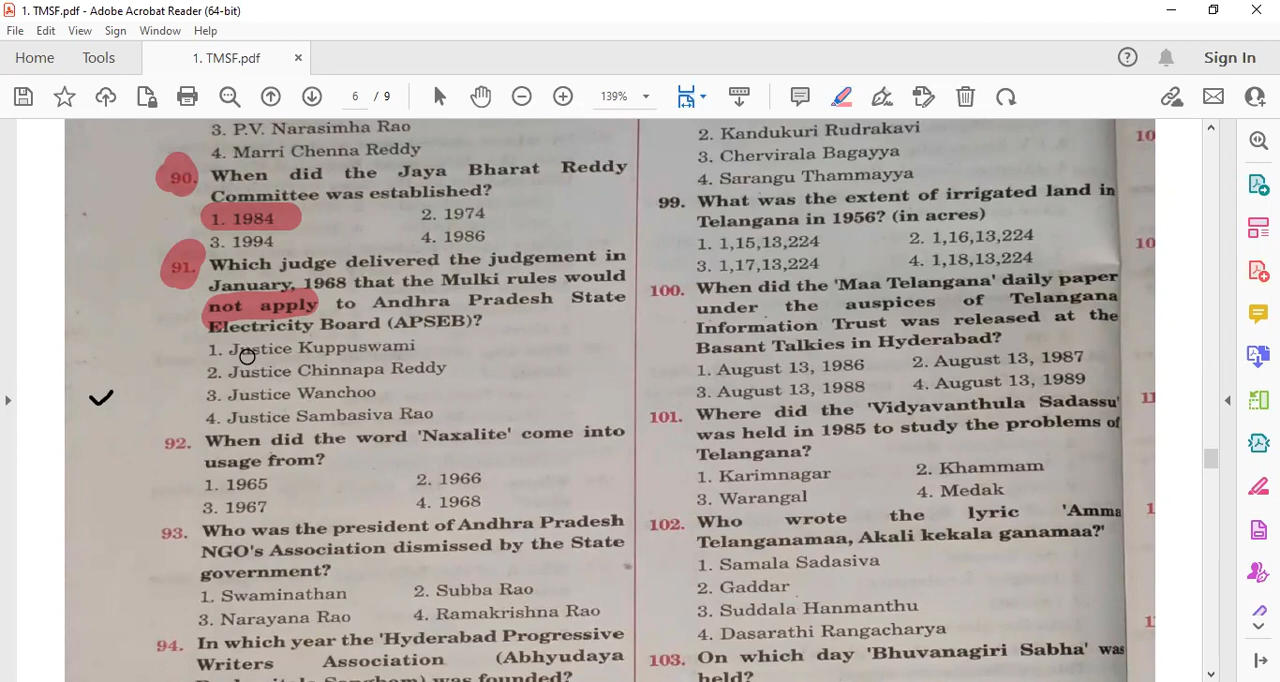 1. TMSF.pdf - Adobe Acrobat Reader (64-bit)
File Edit View Sign Window Help
Home Tools 1. TMSF.pdf × Sign In
6 / 9 139%
3. P.V. Narasimha Rao
4. Marri Chenna Reddy
90. When did the Jaya Bharat Reddy
Committee was established?
1. 1984 2. 1974
3. 1994 4. 1986
91. Which judge delivered the judgement in
January, 1968 that the Mulki rules would
not apply to Andhra Pradesh State
Electricity Board (APSEB)?
1. Justice Kuppuswami
2. Justice Chinnapa Reddy
3. Justice Wanchoo
4. Justice Sambasiva Rao
92. When did the word 'Naxalite' come into
usage from?
1. 1965 2. 1966
3. 1967 4. 1968
93. Who was the president of Andhra Pradesh
NGO's Association dismissed by the State
government?
1. Swaminathan 2. Subba Rao
3. Narayana Rao 4. Ramakrishna Rao
94. In which year the 'Hyderabad Progressive
Writers Association (Abhyudaya
was founded?
2. Kandukuri Rudrakavi
3. Chervirala Bagayya
4. Sarangu Thammayya
99. What was the extent of irrigated land in
Telangana in 1956? (in acres)
1. 1,15,13,224 2. 1,16,13,224
3. 1,17,13,224 4. 1,18,13,224
100. When did the 'Maa Telangana' daily paper
under the auspices of Telangana
Information Trust was released at the
Basant Talkies in Hyderabad?
1. August 13, 1986 2. August 13, 1987
3. August 13, 1988 4. August 13, 1989
101. Where did the 'Vidyavanthula Sadassu'
was held in 1985 to study the problems of
Telangana?
1. Karimnagar 2. Khammam
3. Warangal 4. Medak
102. Who wrote the lyric 'Amma
Telanganamaa, Akali kekala ganamaa?'
1. Samala Sadasiva
2. Gaddar
3. Suddala Hanmanthu
4. Dasarathi Rangacharya
103. On which day 'Bhuvanagiri Sabha' was
held?
10
10
11
1
1